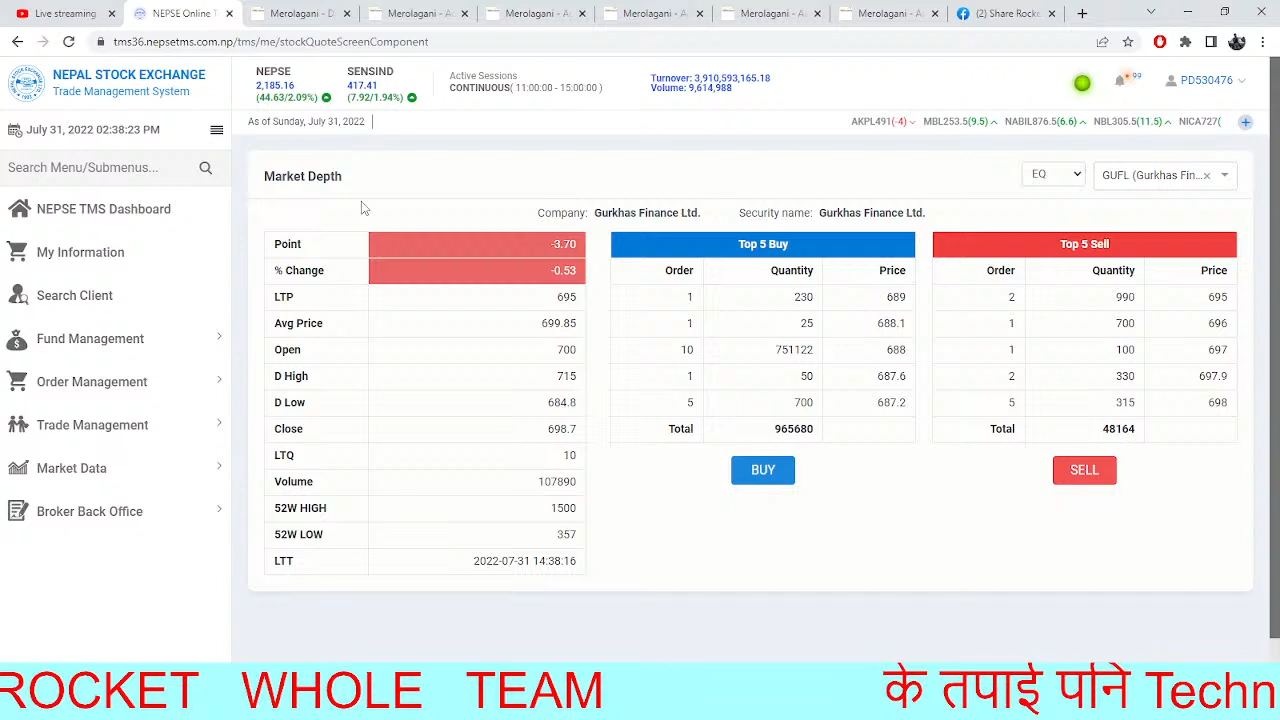 Live streaming
NEPSE Online T
Merolagani - D
Merolagani - A
Merolagani - A
Merolagani - A
Merolagani - A
Merolagani - A
(2) Share Rocke
tms36.nepsetms.com.np/tms/me/stockQuoteScreenComponent
NEPAL STOCK EXCHANGE
Trade Management System
NEPSE
2,185.16
(44.63/2.09%)
SENSIND
417.41
(7.92/1.94%)
Active Sessions
CONTINUOUS( 11:00:00 - 15:00:00 )
Turnover: 3,910,593,165.18
Volume: 9,614,988
99
PD530476
July 31, 2022 02:38:23 PM
As of Sunday, July 31, 2022
AKPL491(-4) MBL253.5(9.5) NABIL876.5(6.6) NBL305.5(11.5) NICA727(
Search Menu/Submenus...
NEPSE TMS Dashboard
My Information
Search Client
Fund Management
Order Management
Trade Management
Market Data
Broker Back Office
Market Depth
EQ
GUFL (Gurkhas Fin...
Company: Gurkhas Finance Ltd. Security name: Gurkhas Finance Ltd.
Point -3.70
% Change -0.53
LTP 695
Avg Price 699.85
Open 700
D High 715
D Low 684.8
Close 698.7
LTQ 10
Volume 107890
52W HIGH 1500
52W LOW 357
LTT 2022-07-31 14:38:16
Top 5 Buy
Order Quantity Price
1 230 689
1 25 688.1
10 751122 688
1 50 687.6
5 700 687.2
Total 965680
BUY
Top 5 Sell
Order Quantity Price
2 990 695
1 700 696
1 100 697
2 330 697.9
5 315 698
Total 48164
SELL
ROCKET WHOLE TEAM के तपाई पनि Techn